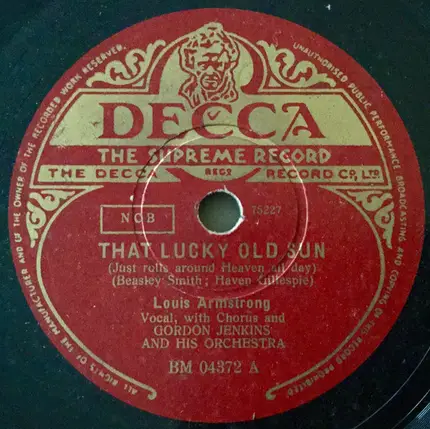 ALL RIGHTS OF THE MANUFACTURER AND OF THE OWNER OF THE RECORDED WORK RESERVED.
UNAUTHORISED PUBLIC PERFORMANCE BROADCASTING AND COPYING OF THIS RECORD PROHIBITED.
DECCA
THE SUPREME RECORD
THE DECCA REGD RECORD CO, LTD
NCB 75227
THAT LUCKY OLD SUN
(Just rolls around Heaven all day)
(Beasley Smith; Haven Gillespie)
Louis Armstrong
Vocal, with Chorus and
GORDON JENKINS
AND HIS ORCHESTRA
BM 04372 A